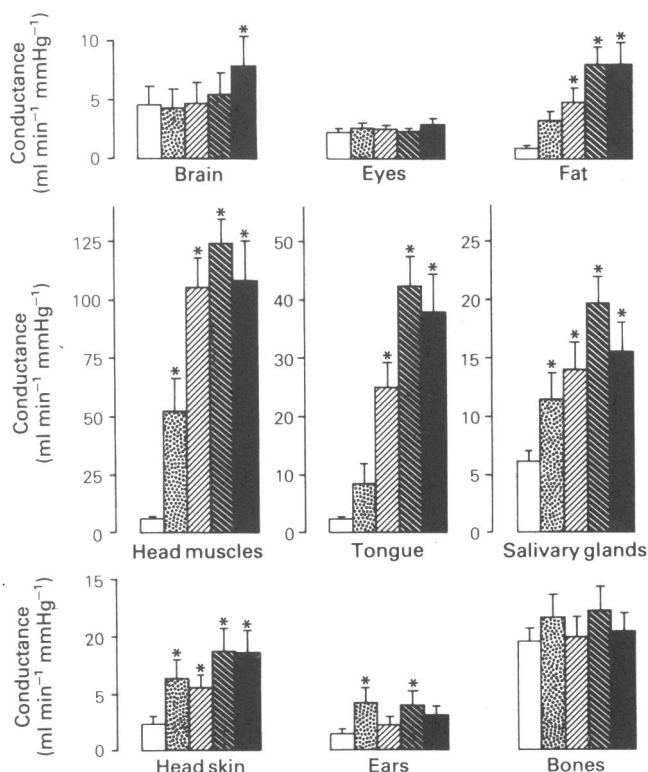 Conductance
(ml min⁻¹ mmHg⁻¹)
10
5
0
*
Brain
Eyes
* * *
Fat
Conductance
(ml min⁻¹ mmHg⁻¹)
125
100
75
50
25
0
* * * *
Head muscles
50
40
30
20
10
0
* * *
Tongue
25
20
15
10
5
0
* * * *
Salivary glands
Conductance
(ml min⁻¹ mmHg⁻¹)
15
20
5
0
* * * *
Head skin
* *
Ears
Bones